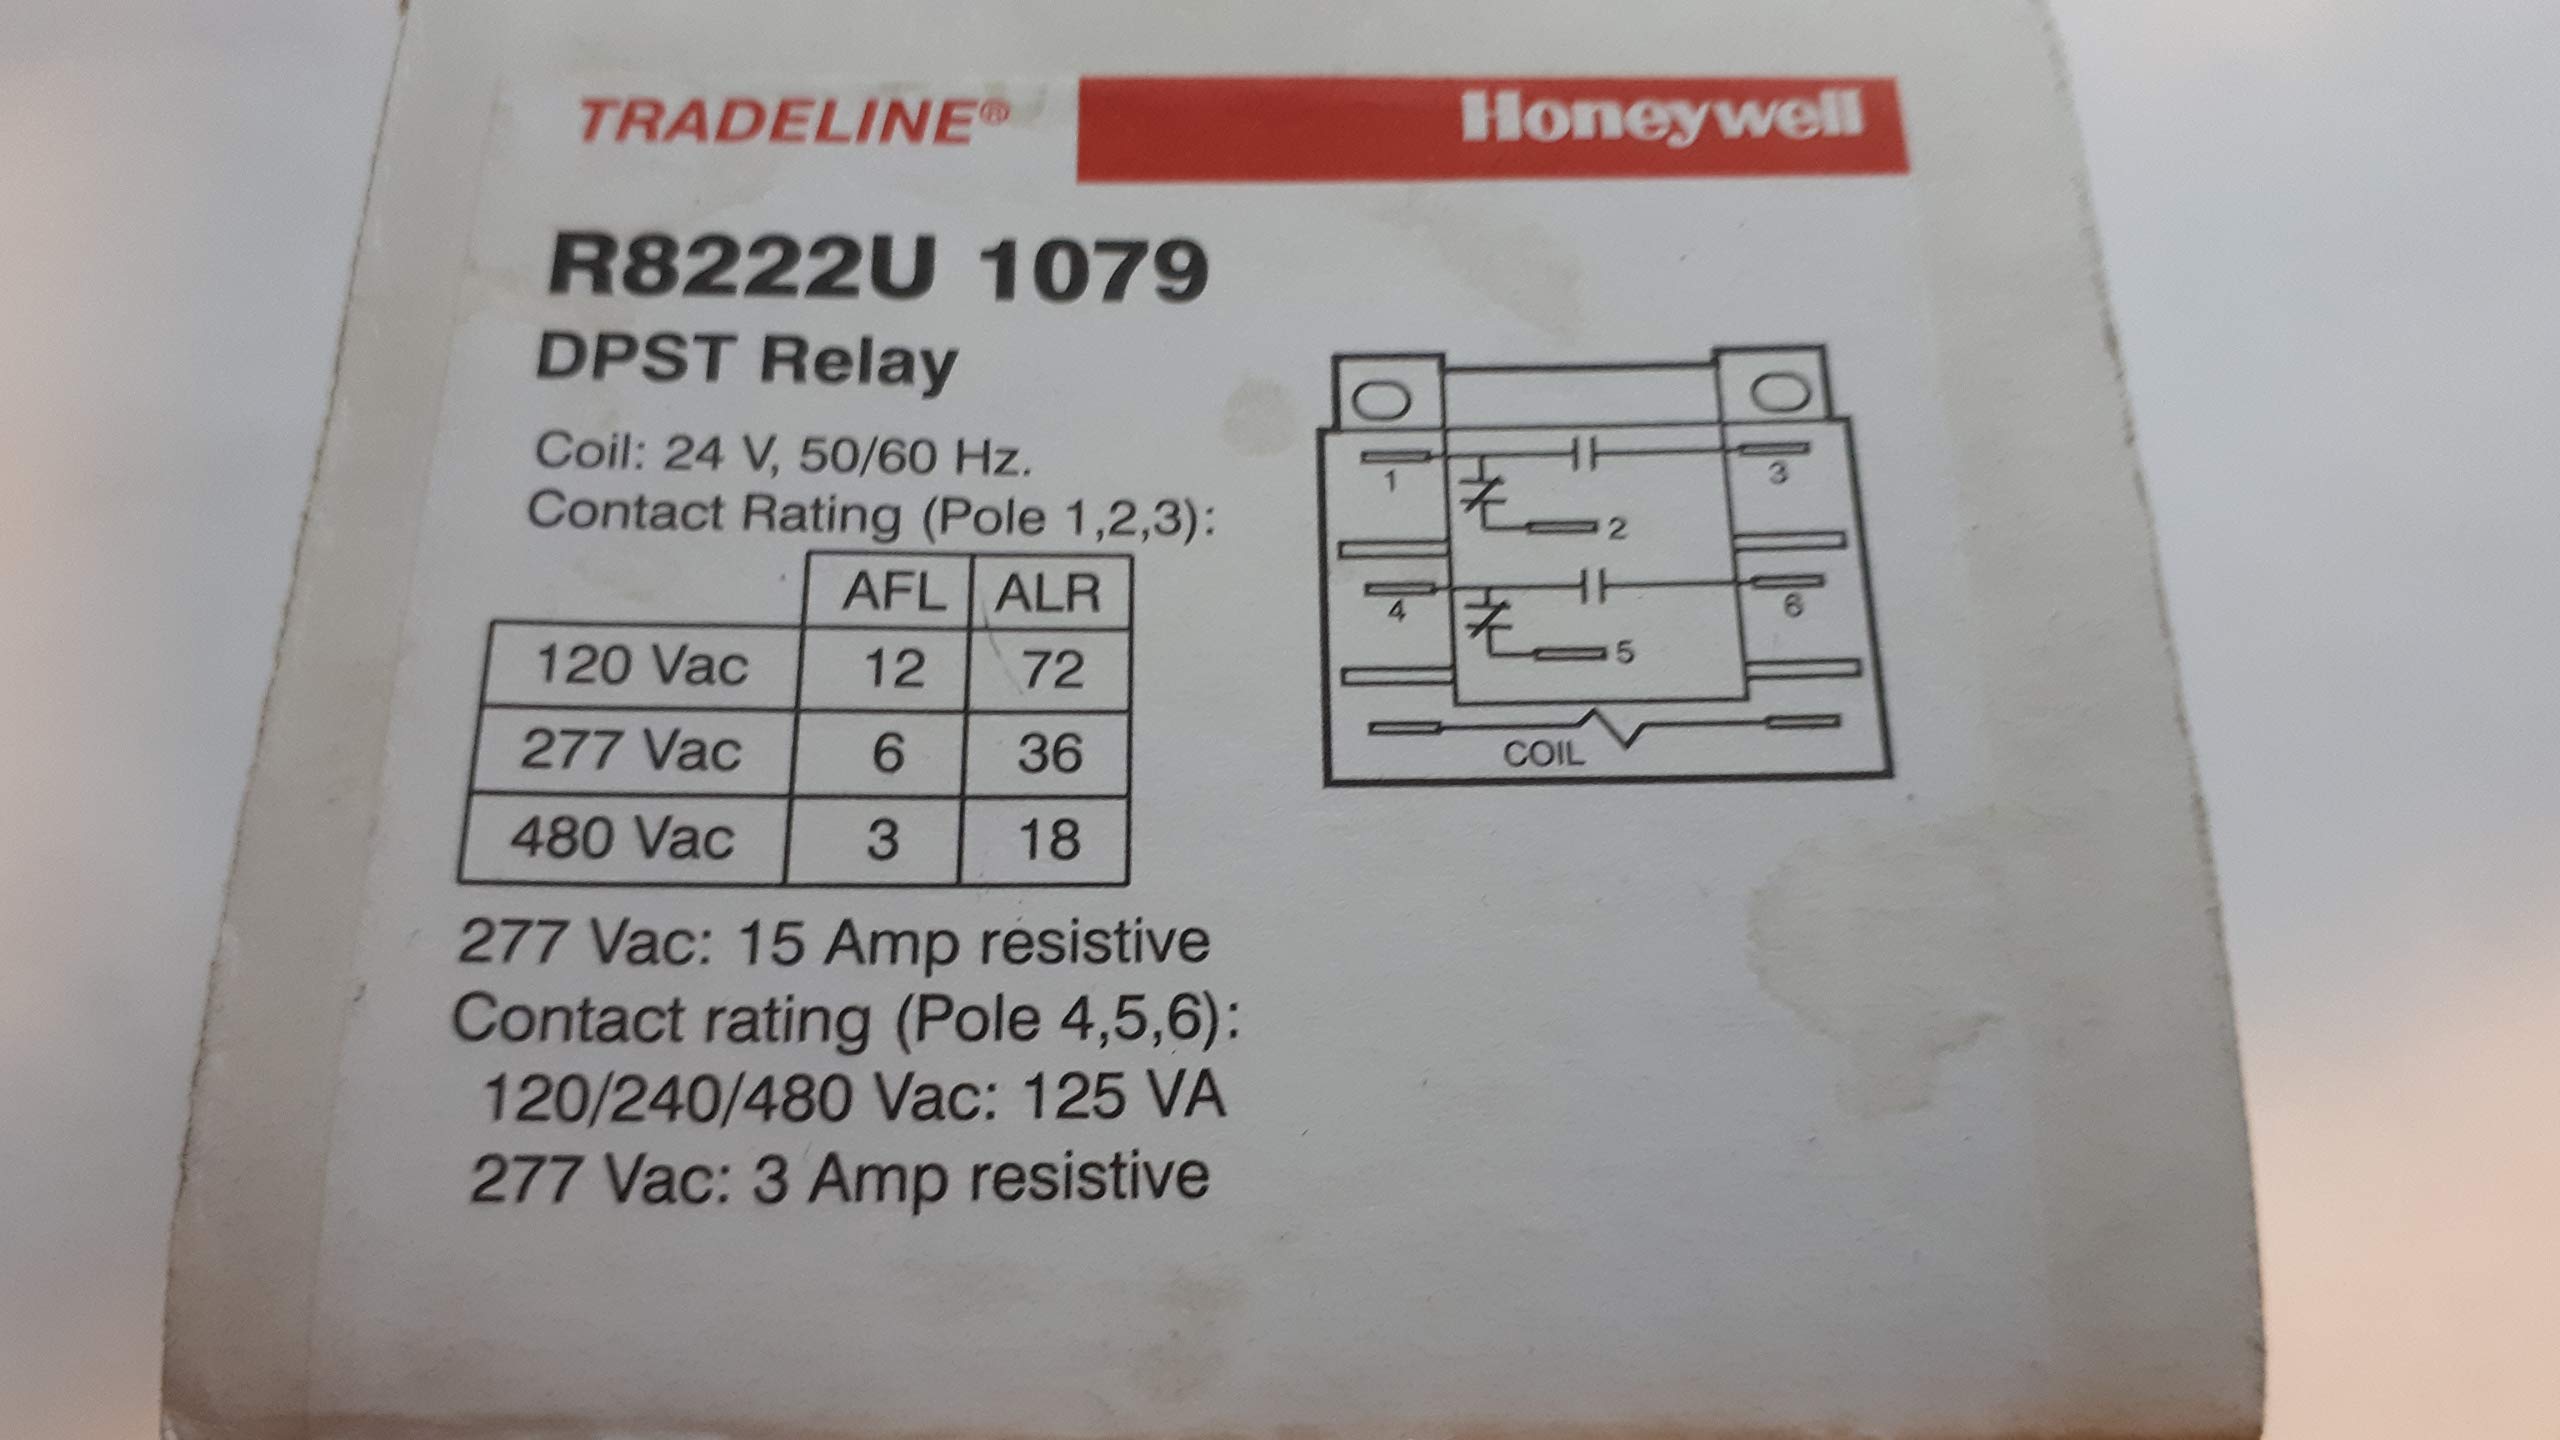 TRADELINE® Honeywell
R8222U 1079
DPST Relay
Coil: 24 V, 50/60 Hz.
Contact Rating (Pole 1,2,3):
AFL ALR
120 Vac 12 72
277 Vac 6 36
480 Vac 3 18
277 Vac: 15 Amp resistive
Contact rating (Pole 4,5,6):
120/240/480 Vac: 125 VA
277 Vac: 3 Amp resistive
1 3
2
4 6
5
COIL